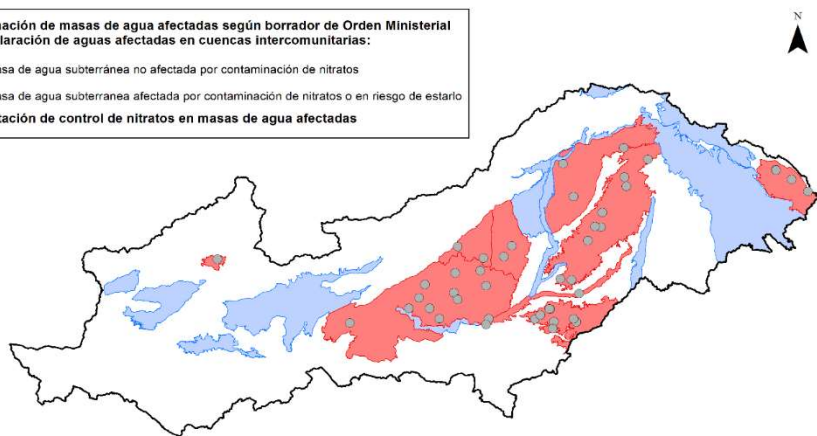 mación de masas de agua afectadas según borrador de Orden Ministerial
laración de aguas afectadas en cuencas intercomunitarias:
sa de agua subterránea no afectada por contaminación de nitratos
sa de agua subterranea afectada por contaminación de nitratos o en riesgo de estarlo
tación de control de nitratos en masas de agua afectadas
N